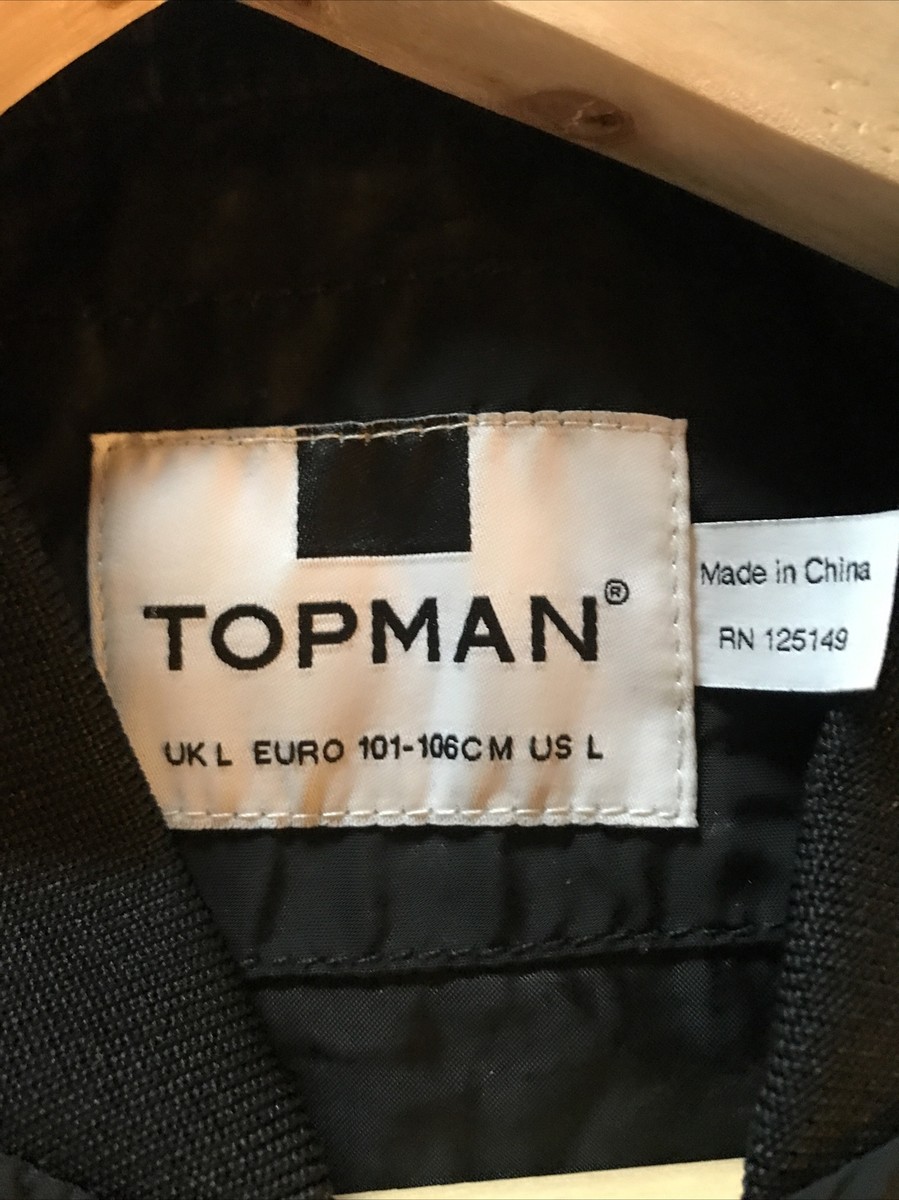 TOPMAN®
UK L EURO 101-106CM US L
Made in China
RN 125149